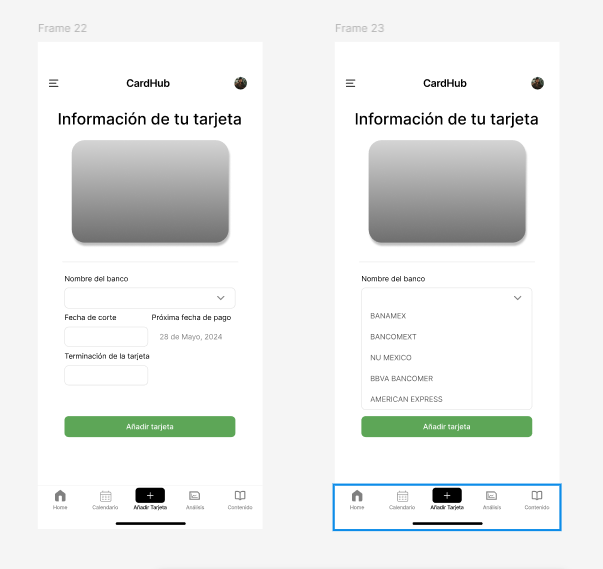 Frame 22
CardHub
Información de tu tarjeta
Nombre del banco
Fecha de corte
Próxima fecha de pago
28 de Mayo, 2024
Terminación de la tarjeta
Añadir tarjeta
Home
Calendario
Añadir Tarjeta
Análisis
Contenido
Frame 23
CardHub
Información de tu tarjeta
Nombre del banco
BANAMEX
BANCOMEXT
NU MEXICO
BBVA BANCOMER
AMERICAN EXPRESS
Añadir tarjeta
Home
Calendario
Añadir Tarjeta
Análisis
Contenido